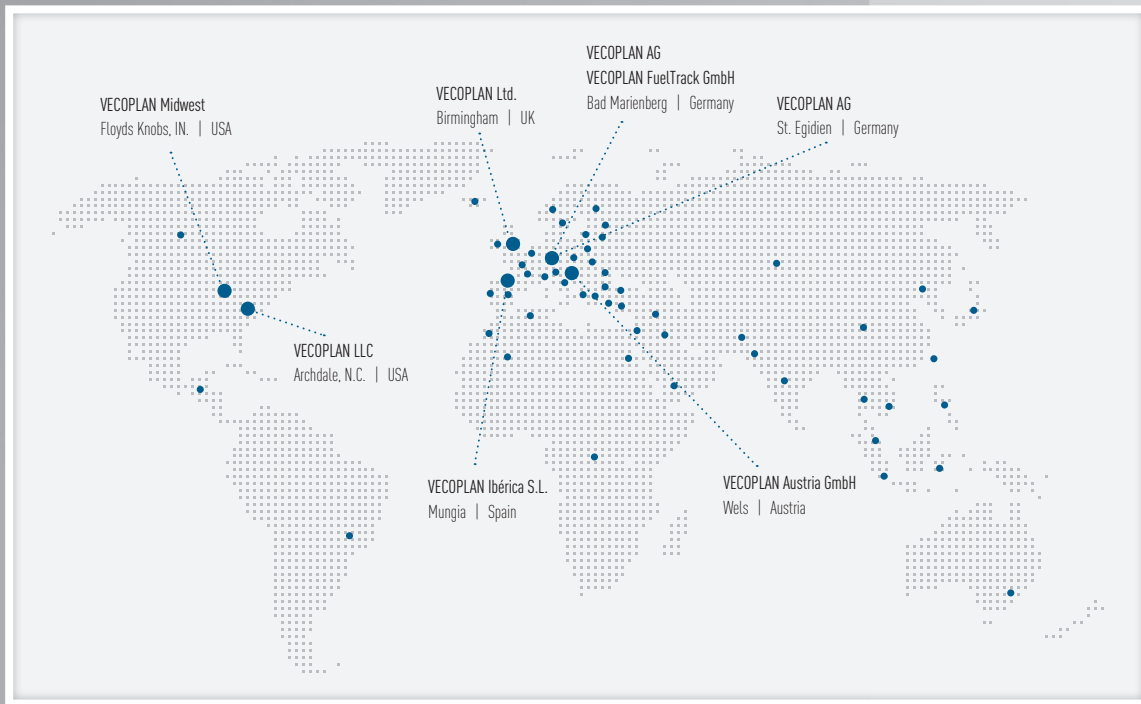 VECOPLAN Midwest
Floyds Knobs, IN. | USA
VECOPLAN Ltd.
Birmingham | UK
VECOPLAN AG
VECOPLAN FuelTrack GmbH
Bad Marienberg | Germany
VECOPLAN AG
St. Egidien | Germany
VECOPLAN LLC
Archdale, N.C. | USA
VECOPLAN Ibérica S.L.
Mungia | Spain
VECOPLAN Austria GmbH
Wels | Austria